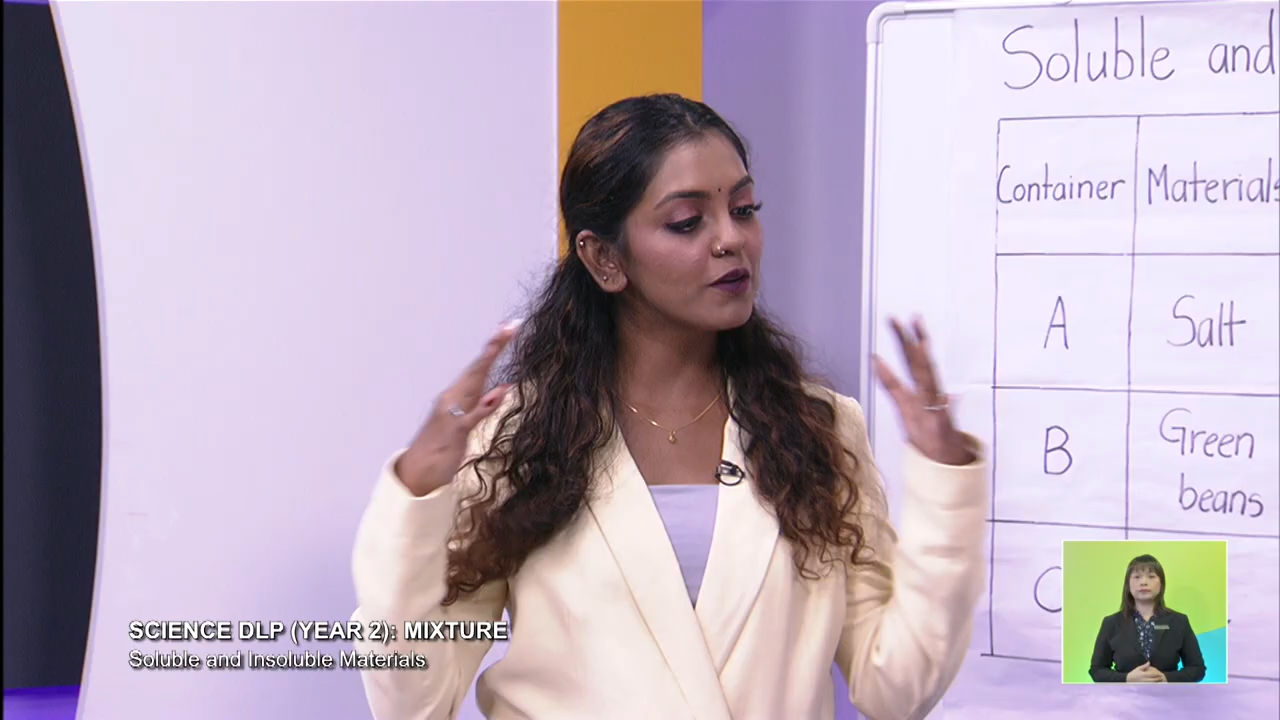 Soluble and
Container Materials
A Salt
B Green
beans
C
SCIENCE DLP (YEAR 2): MIXTURE
Soluble and Insoluble Materials